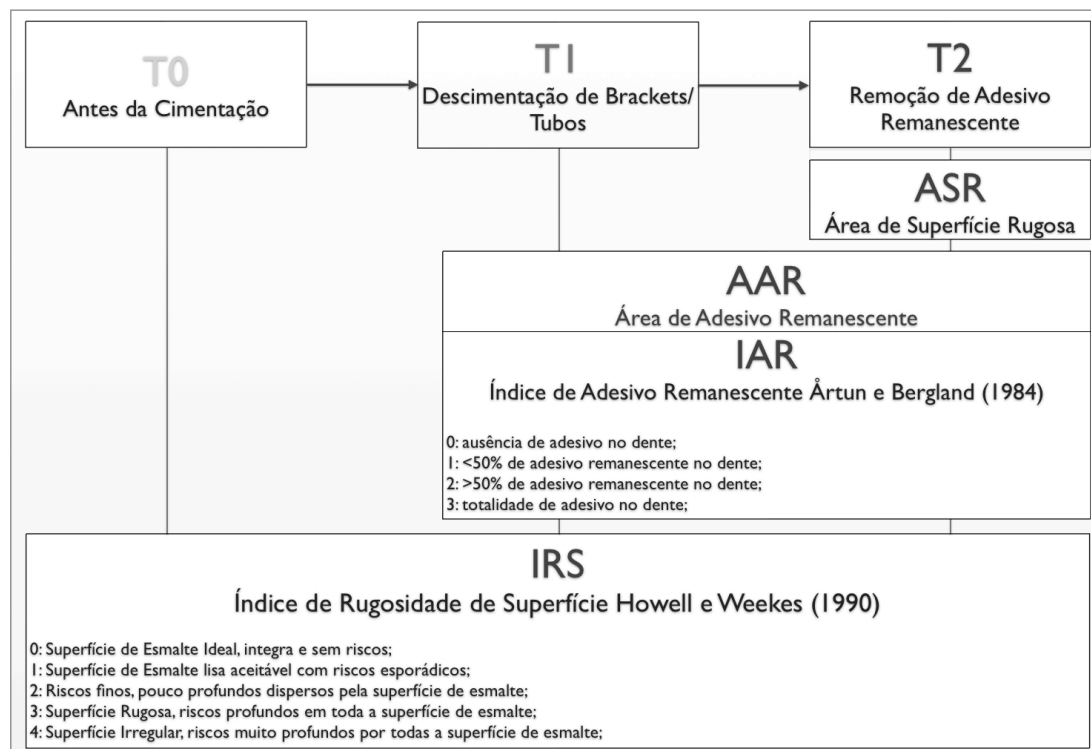 T0
Antes da Cimentação
T1
Descimentação de Brackets/
Tubos
T2
Remoção de Adesivo
Remanescente
ASR
Área de Superfície Rugosa
AAR
Área de Adesivo Remanescente
IAR
Índice de Adesivo Remanescente Årtun e Bergland (1984)
0: ausência de adesivo no dente;
1: <50% de adesivo remanescente no dente;
2: >50% de adesivo remanescente no dente;
3: totalidade de adesivo no dente;
IRS
Índice de Rugosidade de Superfície Howell e Weekes (1990)
0: Superfície de Esmalte Ideal, integra e sem riscos;
1: Superfície de Esmalte lisa aceitável com riscos esporádicos;
2: Riscos finos, pouco profundos dispersos pela superfície de esmalte;
3: Superfície Rugosa, riscos profundos em toda a superfície de esmalte;
4: Superfície Irregular, riscos muito profundos por todas a superfície de esmalte;